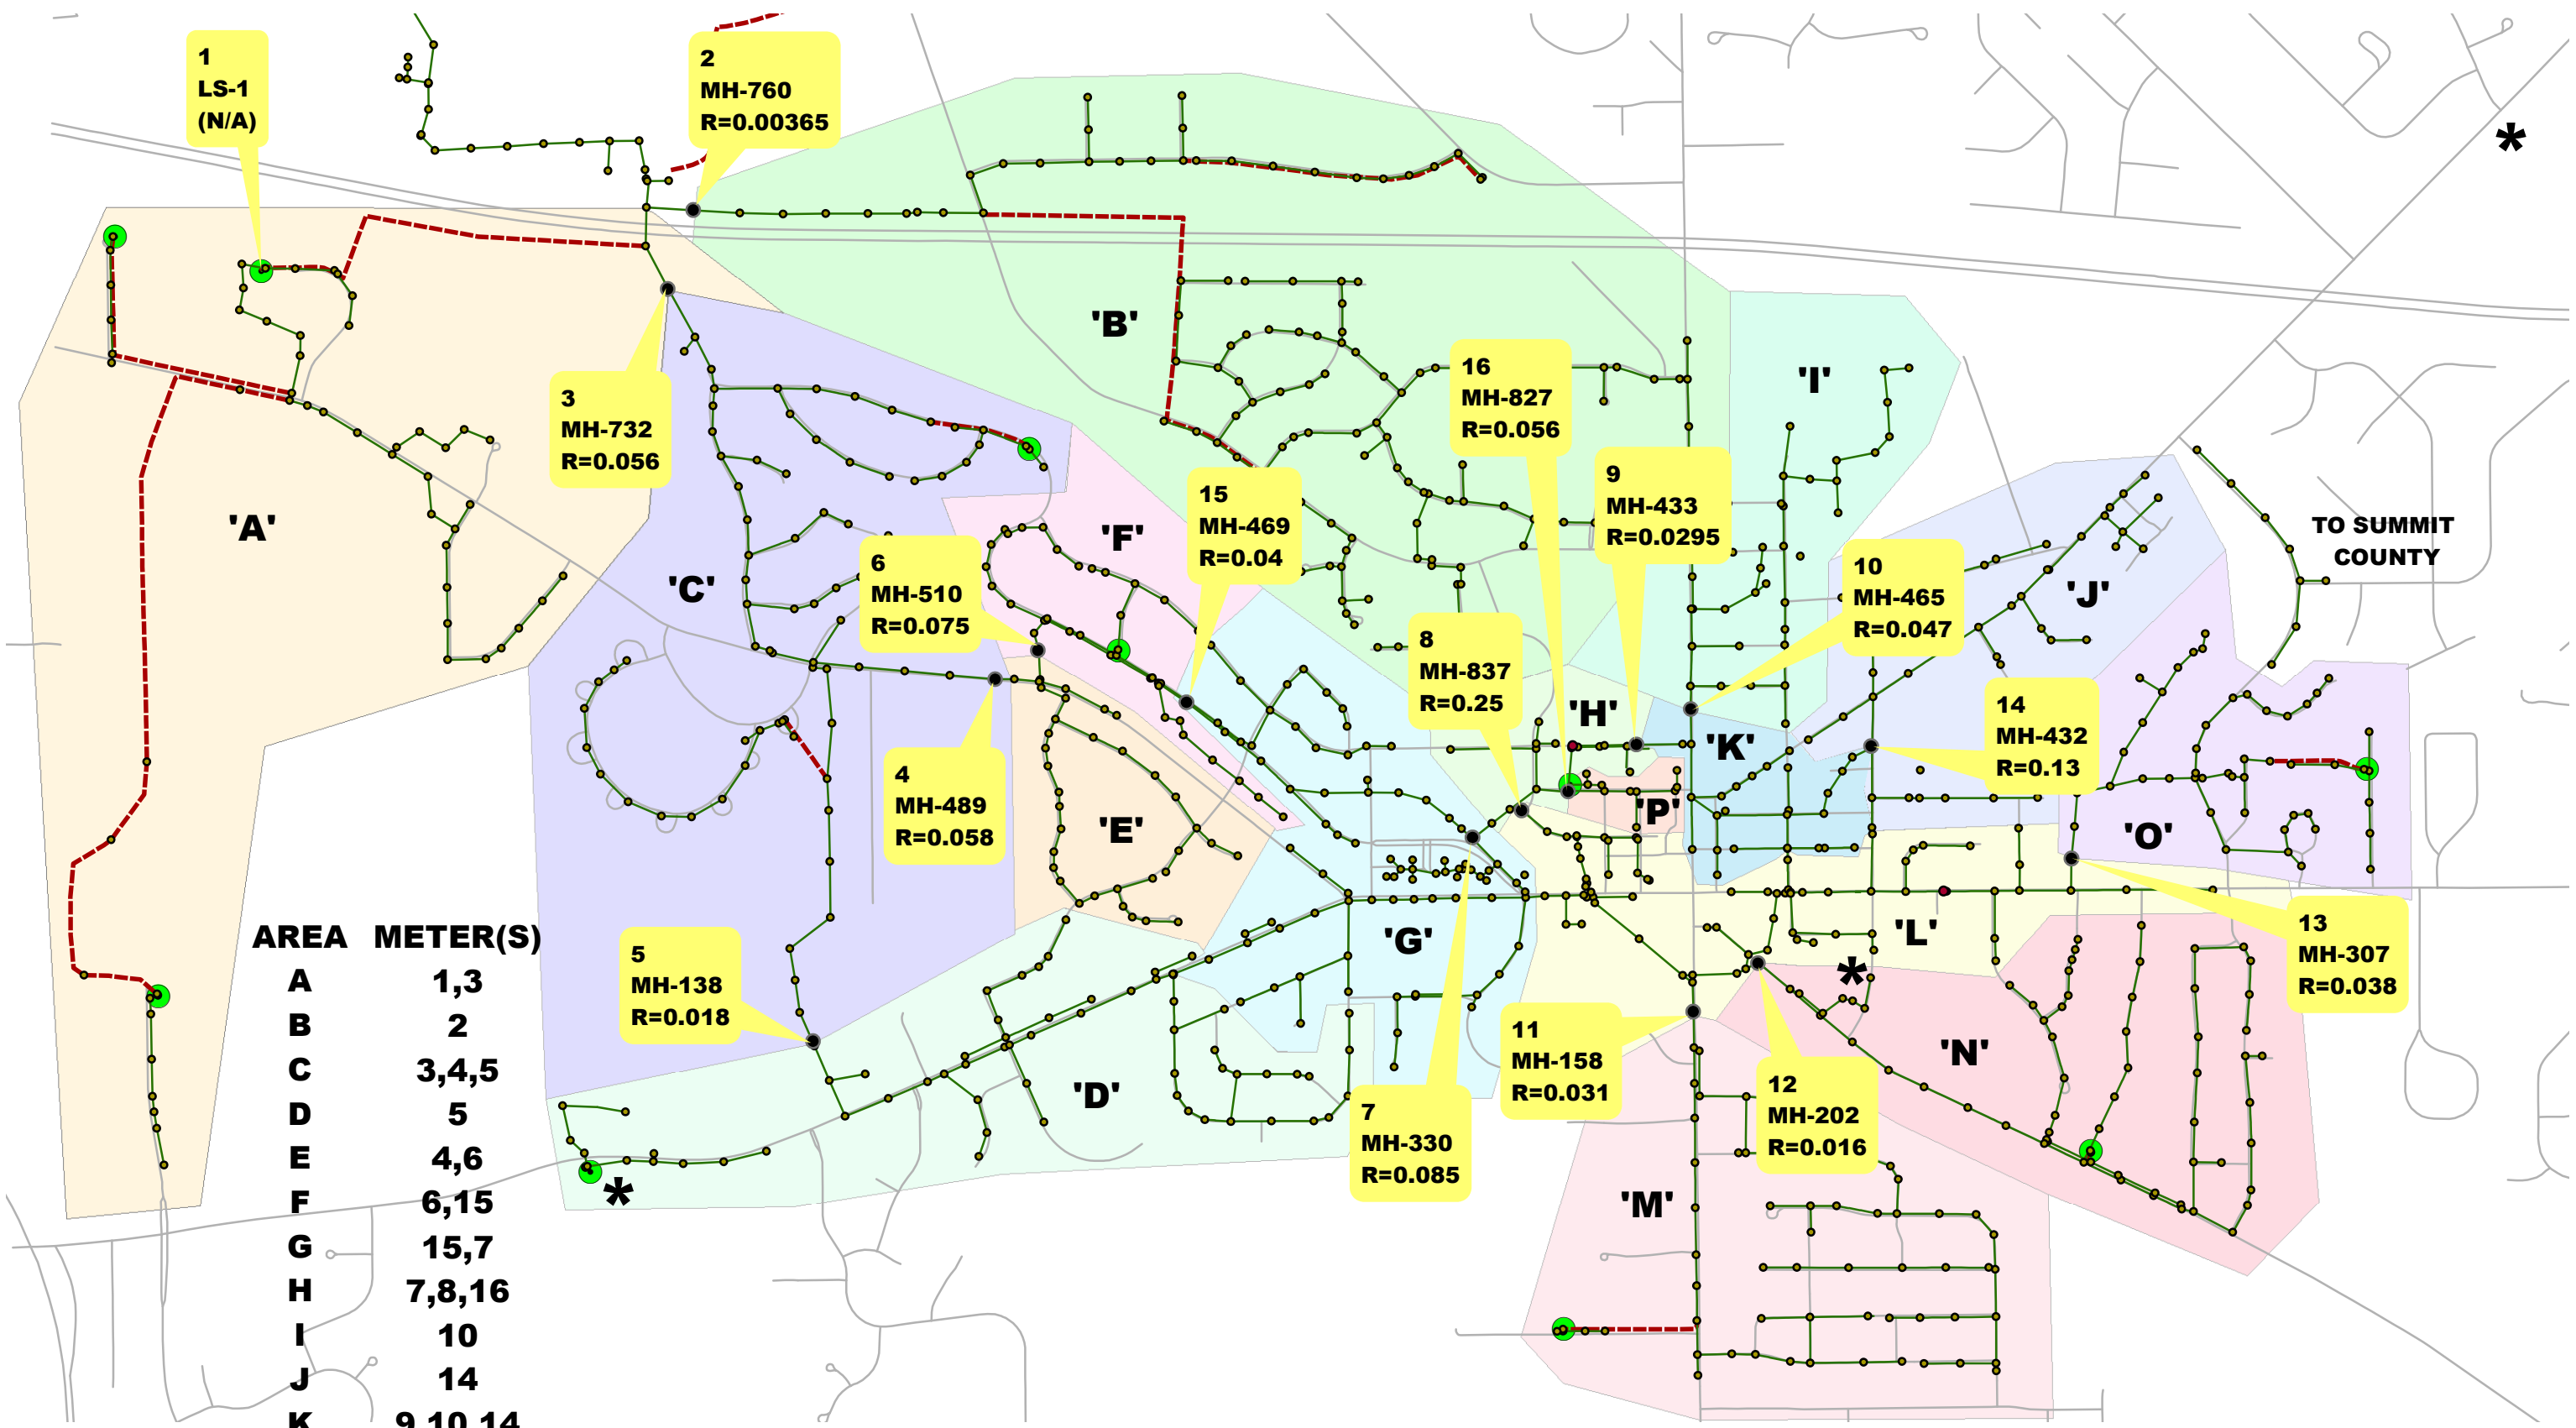 1
LS-1
(N/A)
2
MH-760
R=0.00365
*
'B'
3
MH-732
R=0.056
16
MH-827
R=0.056
'I'
9
MH-433
R=0.0295
15
MH-469
R=0.04
'A'
'F'
TO SUMMIT
COUNTY
6
MH-510
R=0.075
'C'
10
MH-465
R=0.047
'J'
8
MH-837
R=0.25
'H'
'K'
14
MH-432
R=0.13
4
MH-489
R=0.058
'E'
'P'
'O'
5
MH-138
R=0.018
'G'
'L'
13
MH-307
R=0.038
*
11
MH-158
R=0.031
'N'
12
MH-202
R=0.016
'D'
7
MH-330
R=0.085
*
'M'
AREA METER(S)
A 1,3
B 2
C 3,4,5
D 5
E 4,6
F 6,15
G 15,7
H 7,8,16
I 10
J 14
K 9,10,14